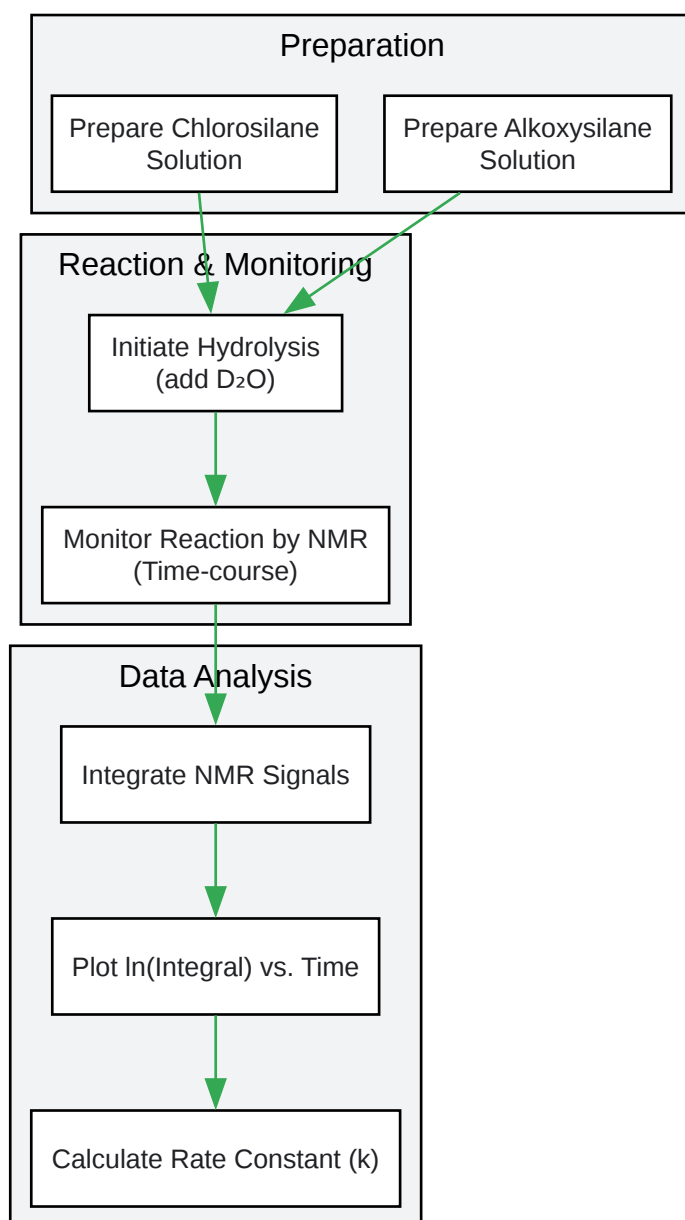 Preparation
Prepare Chlorosilane
Solution
Prepare Alkoxysilane
Solution
Reaction & Monitoring
Initiate Hydrolysis
(add D₂O)
Monitor Reaction by NMR
(Time-course)
Data Analysis
Integrate NMR Signals
Plot ln(Integral) vs. Time
Calculate Rate Constant (k)